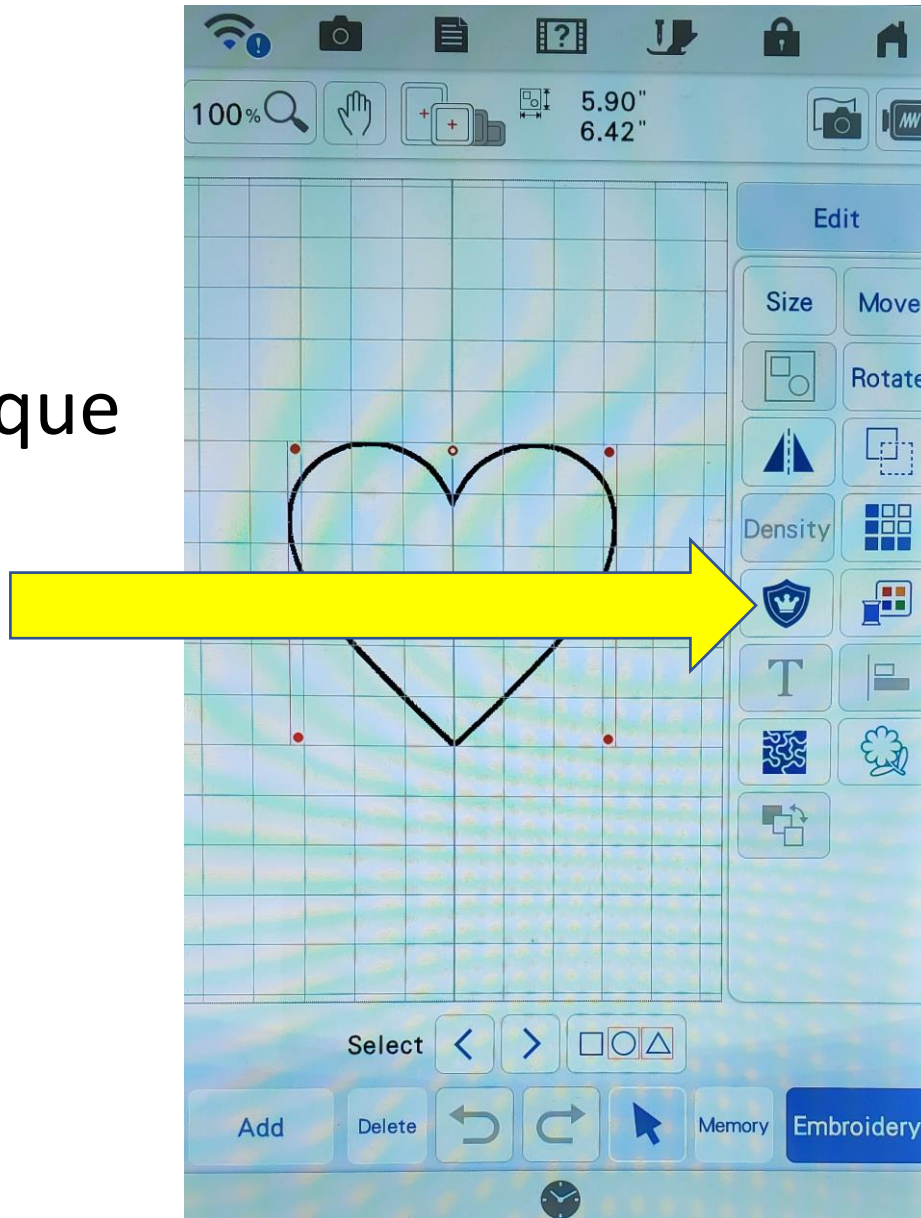 100%
5.90"
6.42"
Edit
Size
Move
Rotate
que
Density
T
Select
Add
Delete
Memory
Embroidery